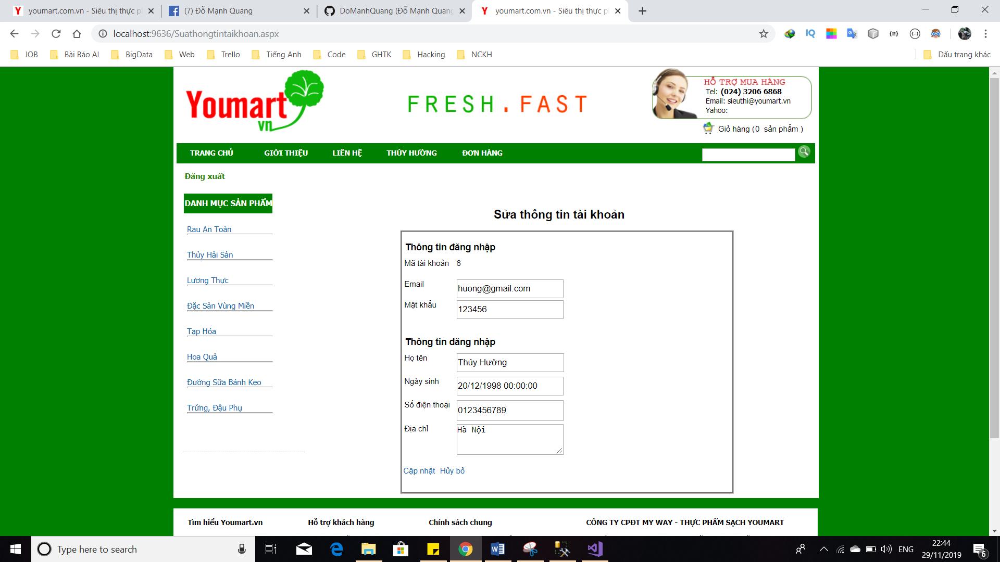 youmart.com.vn - Siêu thị thực p
(7) Đỗ Mạnh Quang
DoManhQuang (Đỗ Mạnh Quang
youmart.com.vn - Siêu thị thực p
localhost:9636/Suathongtintaikhoan.aspx
JOB
Bài Báo AI
BigData
Web
Trello
Tiếng Anh
Code
GHTK
Hacking
NCKH
Dấu trang khác
Youmart
vn
FRESH.FAST
HỖ TRỢ MUA HÀNG
Tel: (024) 3206 6868
Email: sieuthi@youmart.vn
Yahoo:
Giỏ hàng (0 sản phẩm )
TRANG CHỦ
GIỚI THIỆU
LIÊN HỆ
THÚY HƯỜNG
ĐƠN HÀNG
Đăng xuất
DANH MỤC SẢN PHẨM
Rau An Toàn
Thủy Hải Sản
Lương Thực
Đặc Sản Vùng Miền
Tạp Hóa
Hoa Quả
Đường Sữa Bánh Kẹo
Trứng, Đậu Phụ
Sửa thông tin tài khoản
Thông tin đăng nhập
Mã tài khoản 6
Email huong@gmail.com
Mật khẩu 123456
Thông tin đăng nhập
Họ tên Thúy Hường
Ngày sinh 20/12/1998 00:00:00
Số điện thoại 0123456789
Địa chỉ Hà Nội
Cập nhật Hủy bỏ
Tìm hiểu Youmart.vn
Hỗ trợ khách hàng
Chính sách chung
CÔNG TY CPĐT MY WAY - THỰC PHẨM SẠCH YOUMART
Type here to search
ENG
22:44
29/11/2019
6